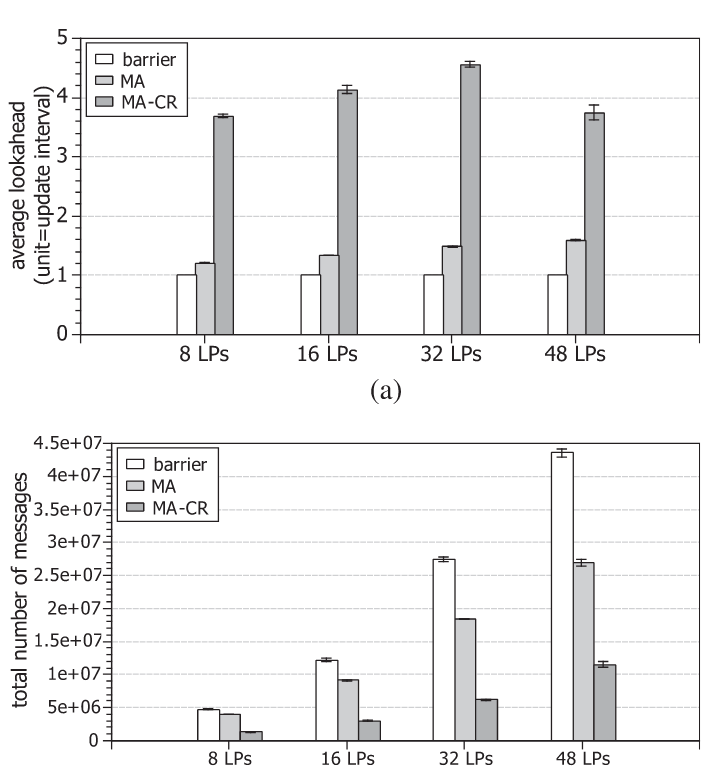 average lookahead
(unit=update interval)
5
4
3
2
1
0
barrier
MA
MA-CR
8 LPs
16 LPs
32 LPs
48 LPs
(a)
total number of messages
4.5e+07
4e+07
3.5e+07
3e+07
2.5e+07
2e+07
1.5e+07
1e+07
5e+06
0
barrier
MA
MA-CR
8 LPs
16 LPs
32 LPs
48 LPs